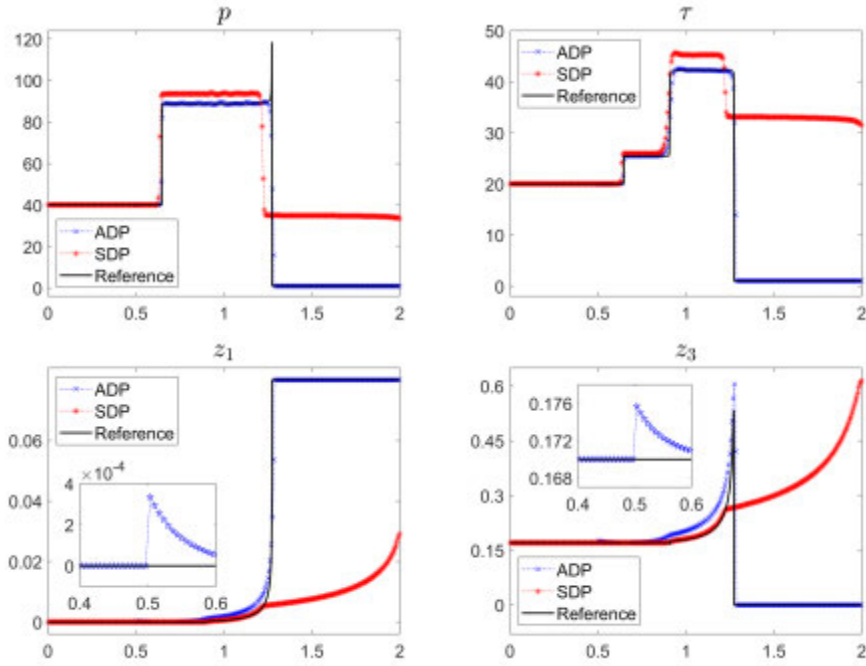 p
120
100
80
60
40
20
0
ADP
SDP
Reference
0 0.5 1 1.5 2
τ
50
40
30
20
10
0
ADP
SDP
Reference
0 0.5 1 1.5 2
z₁
0.06
0.04
0.02
0
ADP
SDP
Reference
×10⁻⁴
4
2
0
0.4 0.5 0.6
0 0.5 1 1.5 2
z₃
0.6
0.45
0.3
0.15
0
0.176
0.172
0.168
0.4 0.5 0.6
ADP
SDP
Reference
0 0.5 1 1.5 2